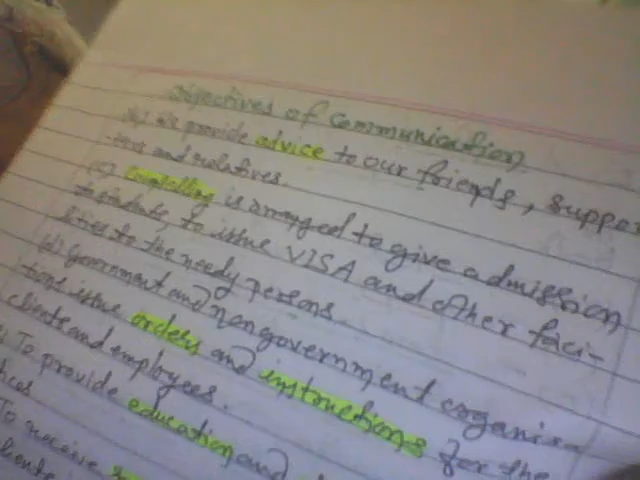 Objectives of Communication
(b) We provide advice to our friends, suppor-
ters and relatives.
(c) Counselling is arranged to give admission
to students, to issue VISA and other faci-
lities to the needy persons.
(d) Government and nongovernment organisa-
tions issue orders and instructions for the
clients and employees.
To provide education and
To receive